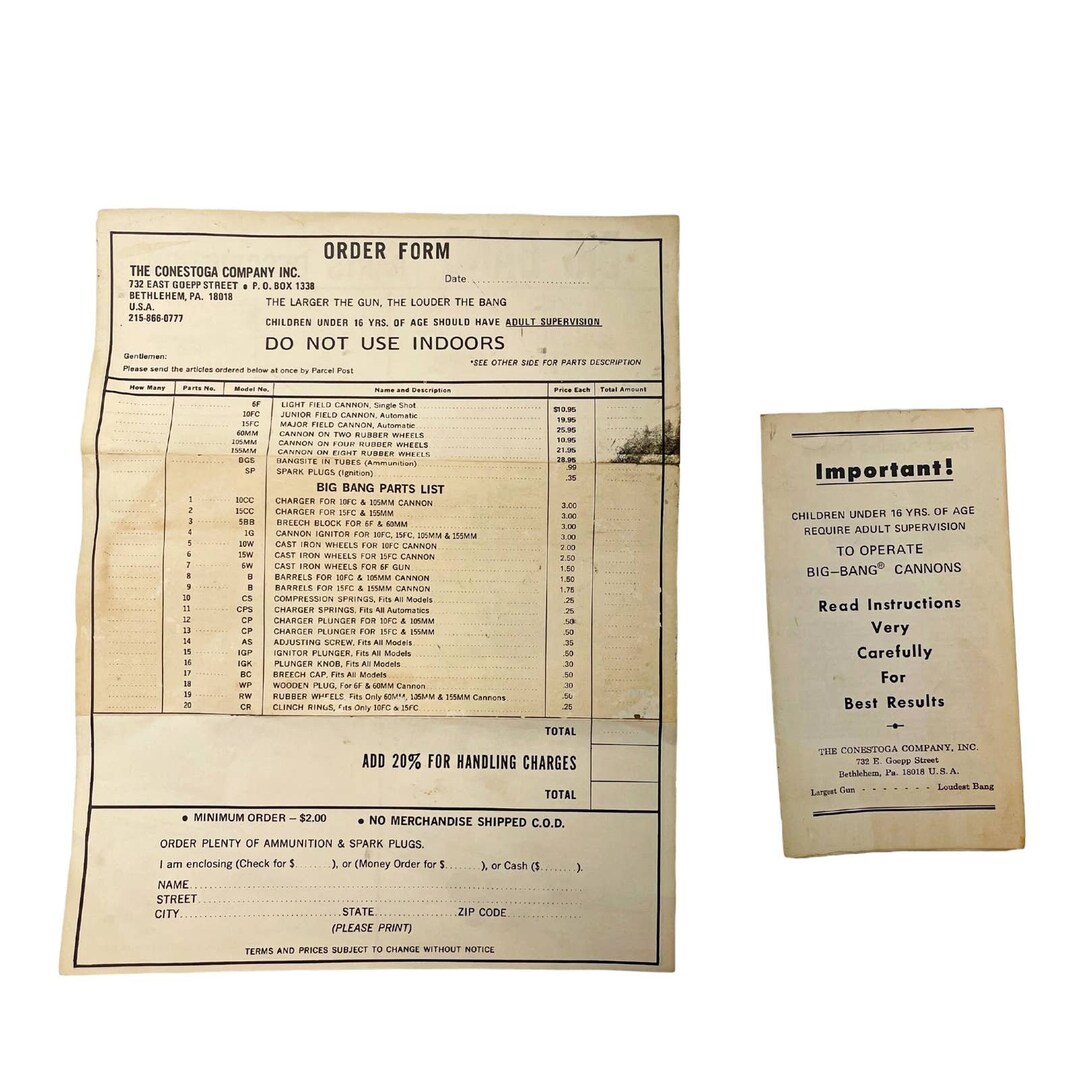 ORDER FORM
THE CONESTOGA COMPANY INC.
732 EAST GOEPP STREET • P. O. BOX 1338
BETHLEHEM, PA. 18018
U.S.A.
215-866-0777
Date
THE LARGER THE GUN, THE LOUDER THE BANG
CHILDREN UNDER 16 YRS. OF AGE SHOULD HAVE ADULT SUPERVISION
DO NOT USE INDOORS
Gentlemen:
*SEE OTHER SIDE FOR PARTS DESCRIPTION
Please send the articles ordered below at once by Parcel Post
How Many Parts No. Model No. Name and Description Price Each Total Amount
6F LIGHT FIELD CANNON, Single Shot $10.95
10FC JUNIOR FIELD CANNON, Automatic 19.95
15FC MAJOR FIELD CANNON, Automatic 25.95
60MM CANNON ON TWO RUBBER WHEELS 10.95
105MM CANNON ON FOUR RUBBER WHEELS 21.95
155MM CANNON ON EIGHT RUBBER WHEELS 28.95
BGS BANGSITE IN TUBES (Ammunition) .99
SP SPARK PLUGS (Ignition) .35
BIG BANG PARTS LIST
1 10CC CHARGER FOR 10FC & 105MM CANNON 3.00
2 15CC CHARGER FOR 15FC & 155MM 3.00
3 5BB BREECH BLOCK FOR 6F & 60MM 3.00
4 1G CANNON IGNITOR FOR 10FC, 15FC, 105MM & 155MM 3.00
5 10W CAST IRON WHEELS FOR 10FC CANNON 2.00
6 15W CAST IRON WHEELS FOR 15FC CANNON 2.50
7 6W CAST IRON WHEELS FOR 6F GUN 1.50
8 B BARRELS FOR 10FC & 105MM CANNON 1.50
9 B BARRELS FOR 15FC & 155MM CANNON 1.75
10 CS COMPRESSION SPRINGS, Fits All Models .25
11 CPS CHARGER SPRINGS, Fits All Automatics .25
12 CP CHARGER PLUNGER FOR 10FC & 105MM .50
13 CP CHARGER PLUNGER FOR 15FC & 155MM .50
14 AS ADJUSTING SCREW, Fits All Models .35
15 IGP IGNITOR PLUNGER, Fits All Models .50
16 IGK PLUNGER KNOB, Fits All Models .30
17 BC BREECH CAP, Fits All Models .50
18 WP WOODEN PLUG, For 6F & 60MM Cannon .30
19 RW RUBBER WHEELS, Fits Only 60MM, 105MM & 155MM Cannons .50
20 CR CLINCH RINGS, Fits Only 10FC & 15FC .25
TOTAL
ADD 20% FOR HANDLING CHARGES
TOTAL
• MINIMUM ORDER – $2.00 • NO MERCHANDISE SHIPPED C.O.D.
ORDER PLENTY OF AMMUNITION & SPARK PLUGS.
I am enclosing (Check for $........), or (Money Order for $........), or Cash ($........).
NAME
STREET
CITY STATE ZIP CODE
(PLEASE PRINT)
TERMS AND PRICES SUBJECT TO CHANGE WITHOUT NOTICE
Important!
CHILDREN UNDER 16 YRS. OF AGE
REQUIRE ADULT SUPERVISION
TO OPERATE
BIG–BANG® CANNONS
Read Instructions
Very
Carefully
For
Best Results
THE CONESTOGA COMPANY, INC.
732 E. Goepp Street
Bethlehem, Pa. 18018 U. S. A.
Largest Gun - - - - - - - Loudest Bang